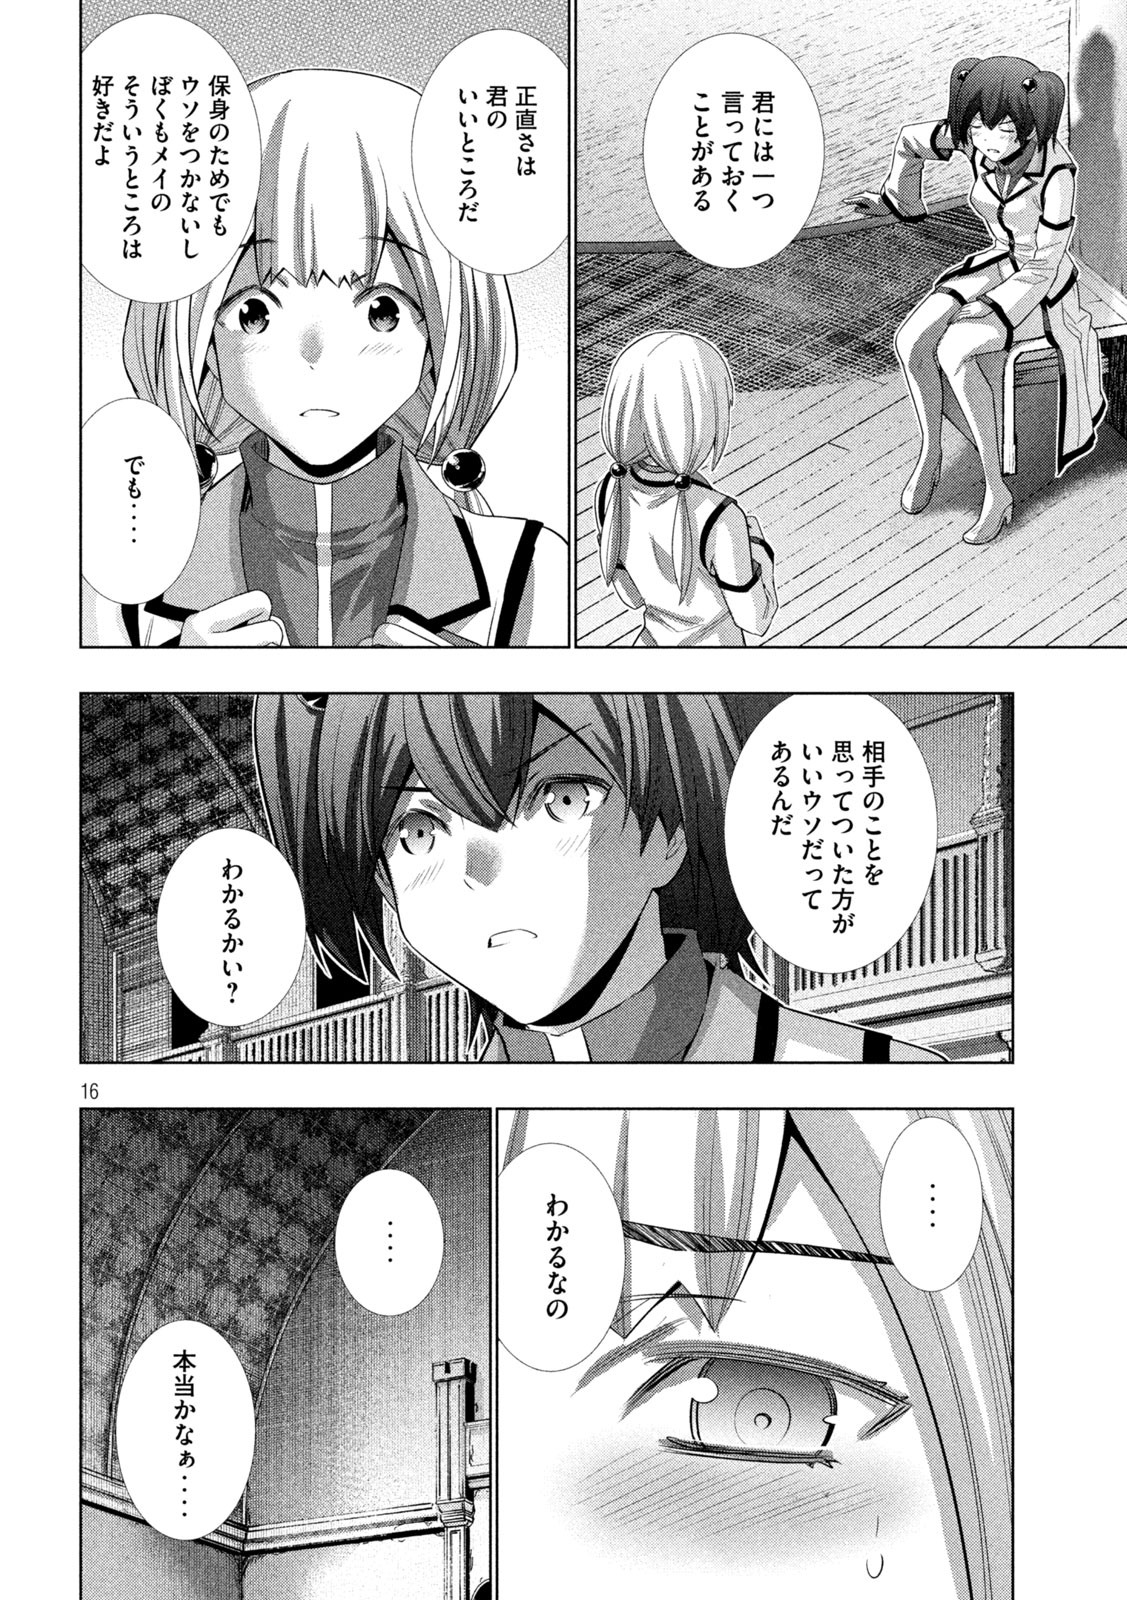 君には一つ
言っておく
ことがある
正直さは
君の
いいところだ
保身のためでも
ウソをつかないし
ぼくもメイの
そういうところは
好きだよ
でも‥‥
相手のことを
思ってついた方が
いいウソだって
あるんだ
わかるかい？
16
‥‥
わかるなの
‥‥
本当かなぁ‥‥